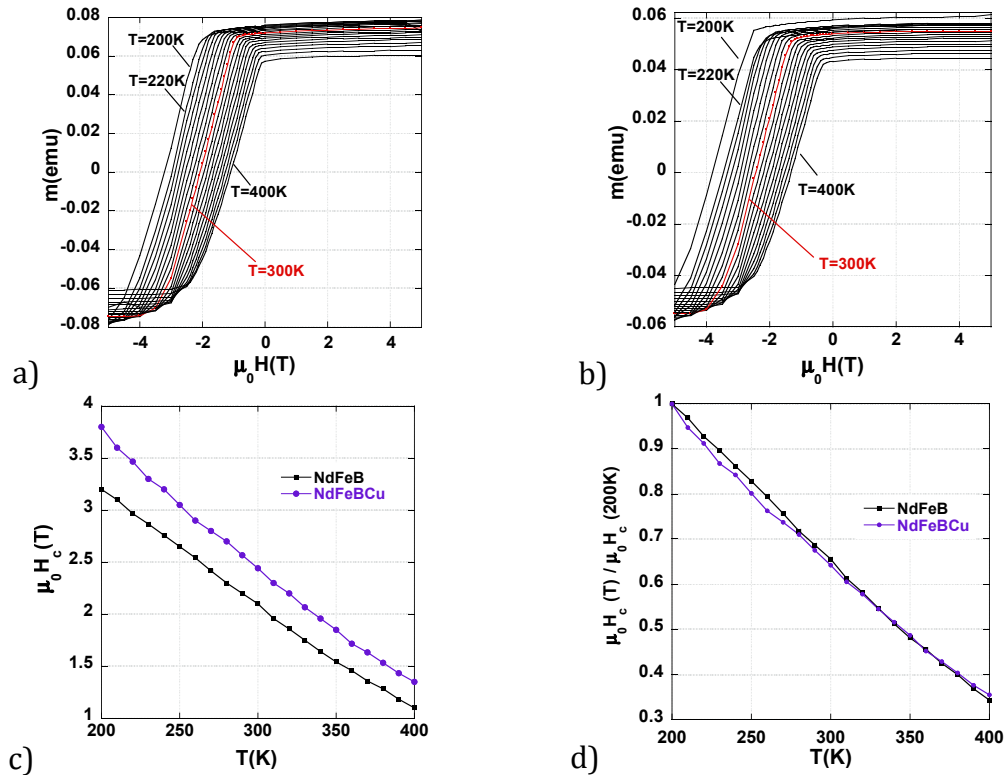 a)
m(emu)
0.08
0.06
0.04
0.02
0
-0.02
-0.04
-0.06
-0.08
T=200K
T=220K
T=400K
T=300K
-4 -2 0 2 4
μ₀H(T)
b)
m(emu)
0.06
0.04
0.02
0
-0.02
-0.04
-0.06
T=200K
T=220K
T=400K
T=300K
-4 -2 0 2 4
μ₀H(T)
c)
μ₀H_c(T)
4
3.5
3
2.5
2
1.5
1
NdFeB
NdFeBCu
200 250 300 350 400
T(K)
d)
μ₀H_c (T) / μ₀H_c (200K)
1
0.9
0.8
0.7
0.6
0.5
0.4
0.3
NdFeB
NdFeBCu
200 250 300 350 400
T(K)